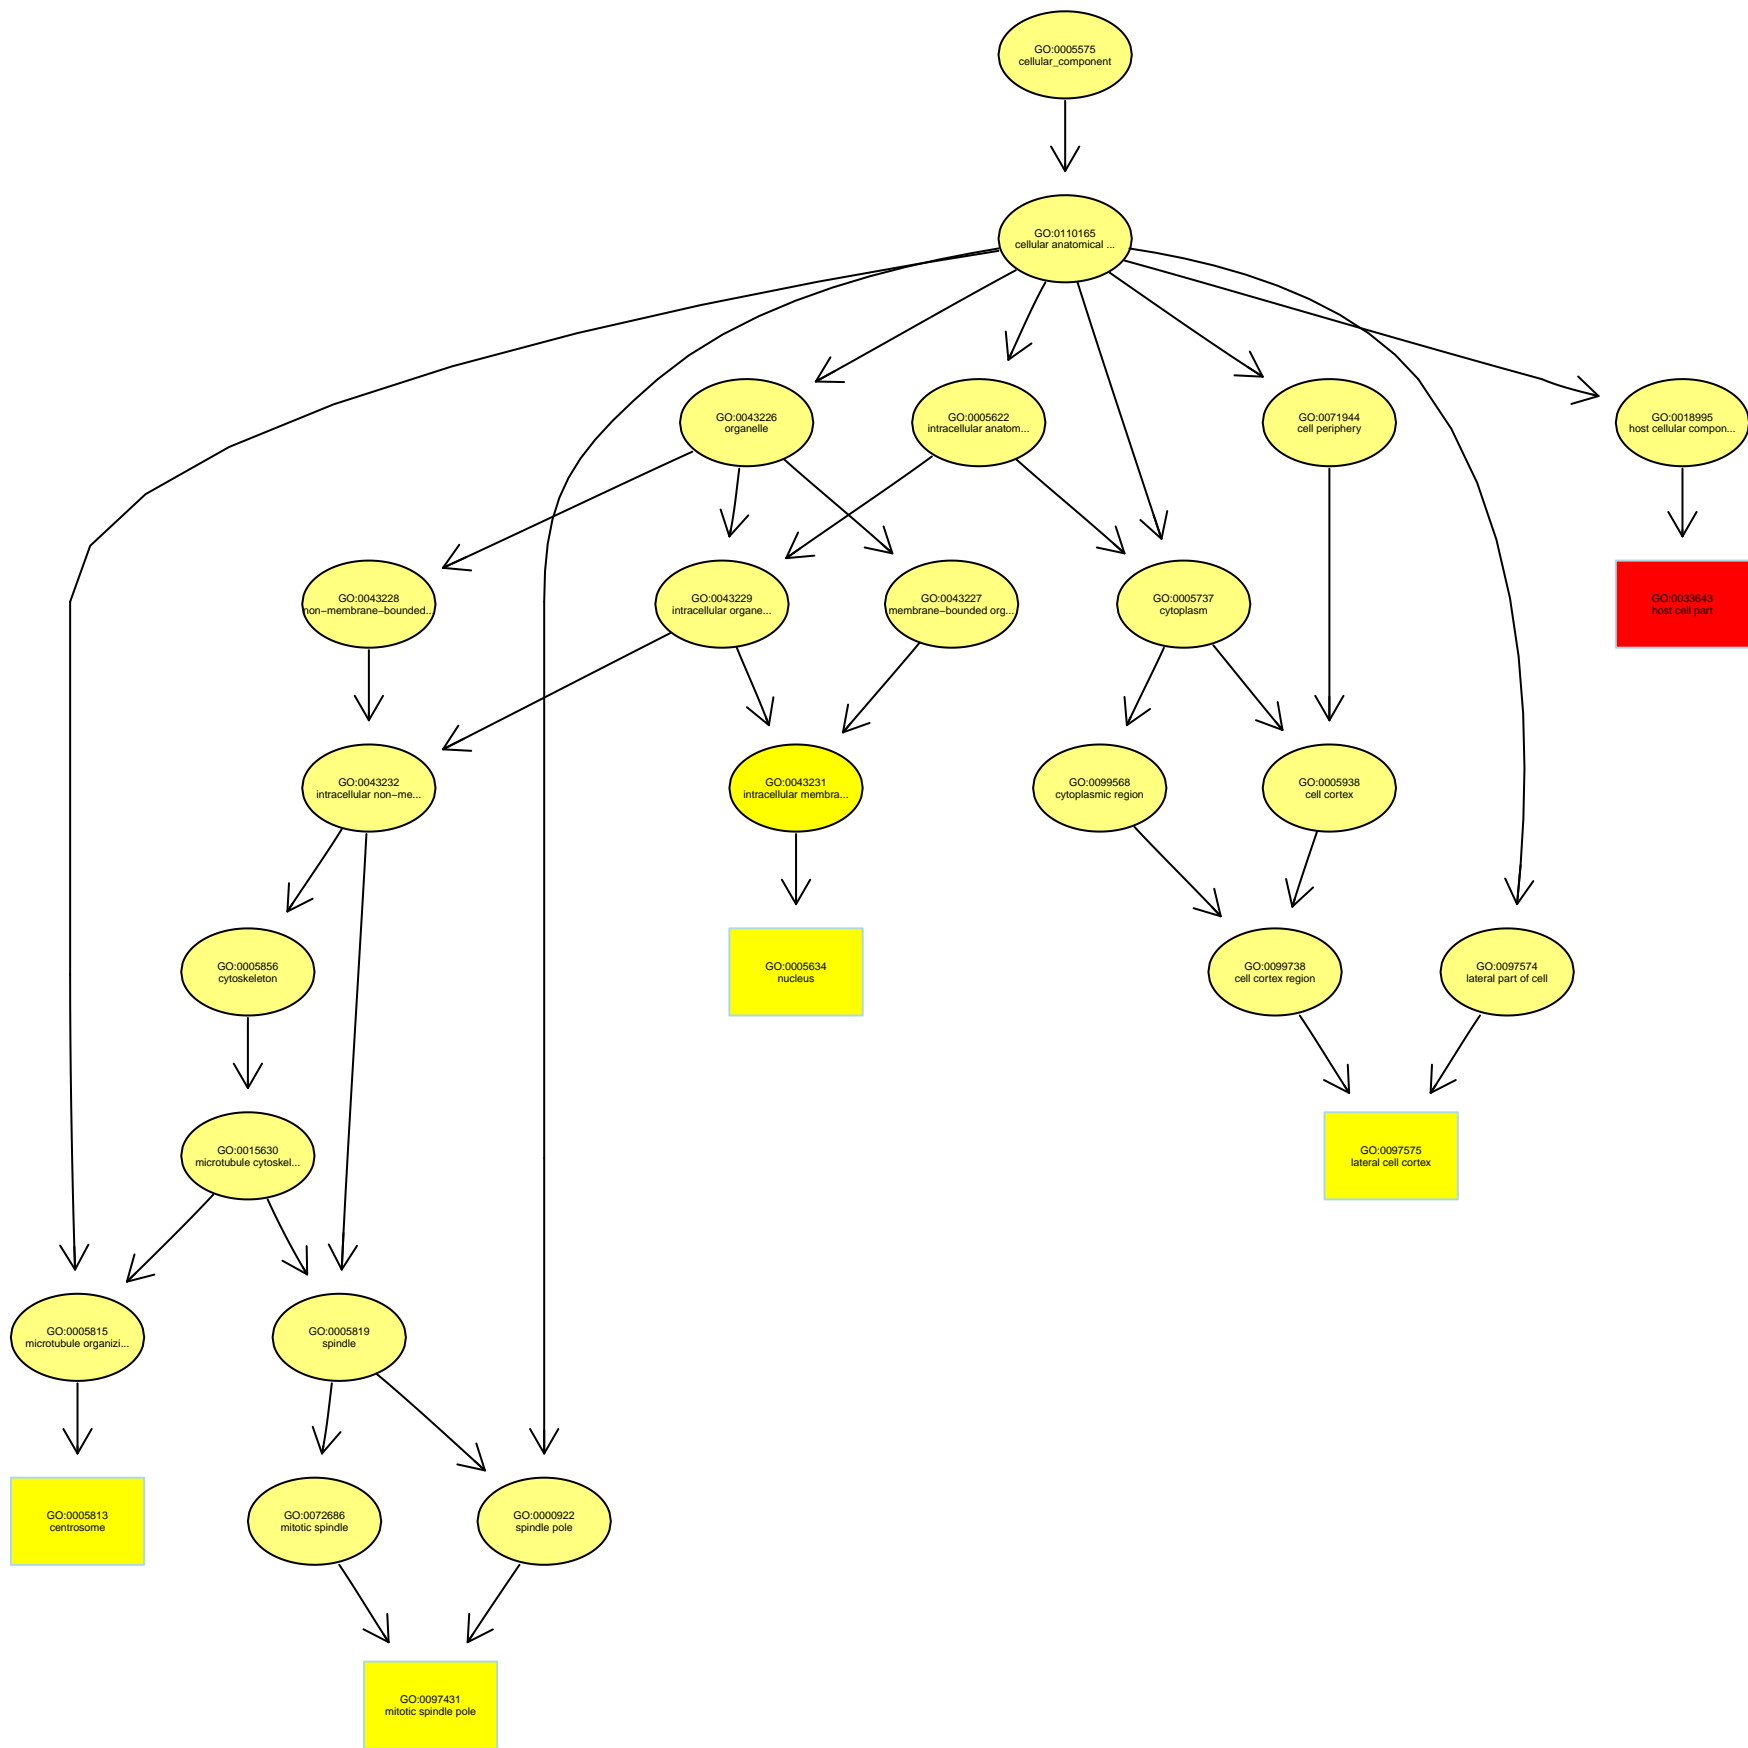 GO:0005575
cellular_component
GO:0110165
cellular anatomical ...
GO:0043226
organelle
GO:0005622
intracellular anatom...
GO:0071944
cell periphery
GO:0018995
host cellular compon...
GO:0043228
non−membrane−bounded...
GO:0043229
intracellular organe...
GO:0043227
membrane−bounded org...
GO:0005737
cytoplasm
GO:0033643
host cell part
GO:0043232
intracellular non−me...
GO:0043231
intracellular membra...
GO:0099568
cytoplasmic region
GO:0005938
cell cortex
GO:0005856
cytoskeleton
GO:0005634
nucleus
GO:0099738
cell cortex region
GO:0097574
lateral part of cell
GO:0015630
microtubule cytoskel...
GO:0097575
lateral cell cortex
GO:0005815
microtubule organizi...
GO:0005819
spindle
GO:0005813
centrosome
GO:0072686
mitotic spindle
GO:0000922
spindle pole
GO:0097431
mitotic spindle pole